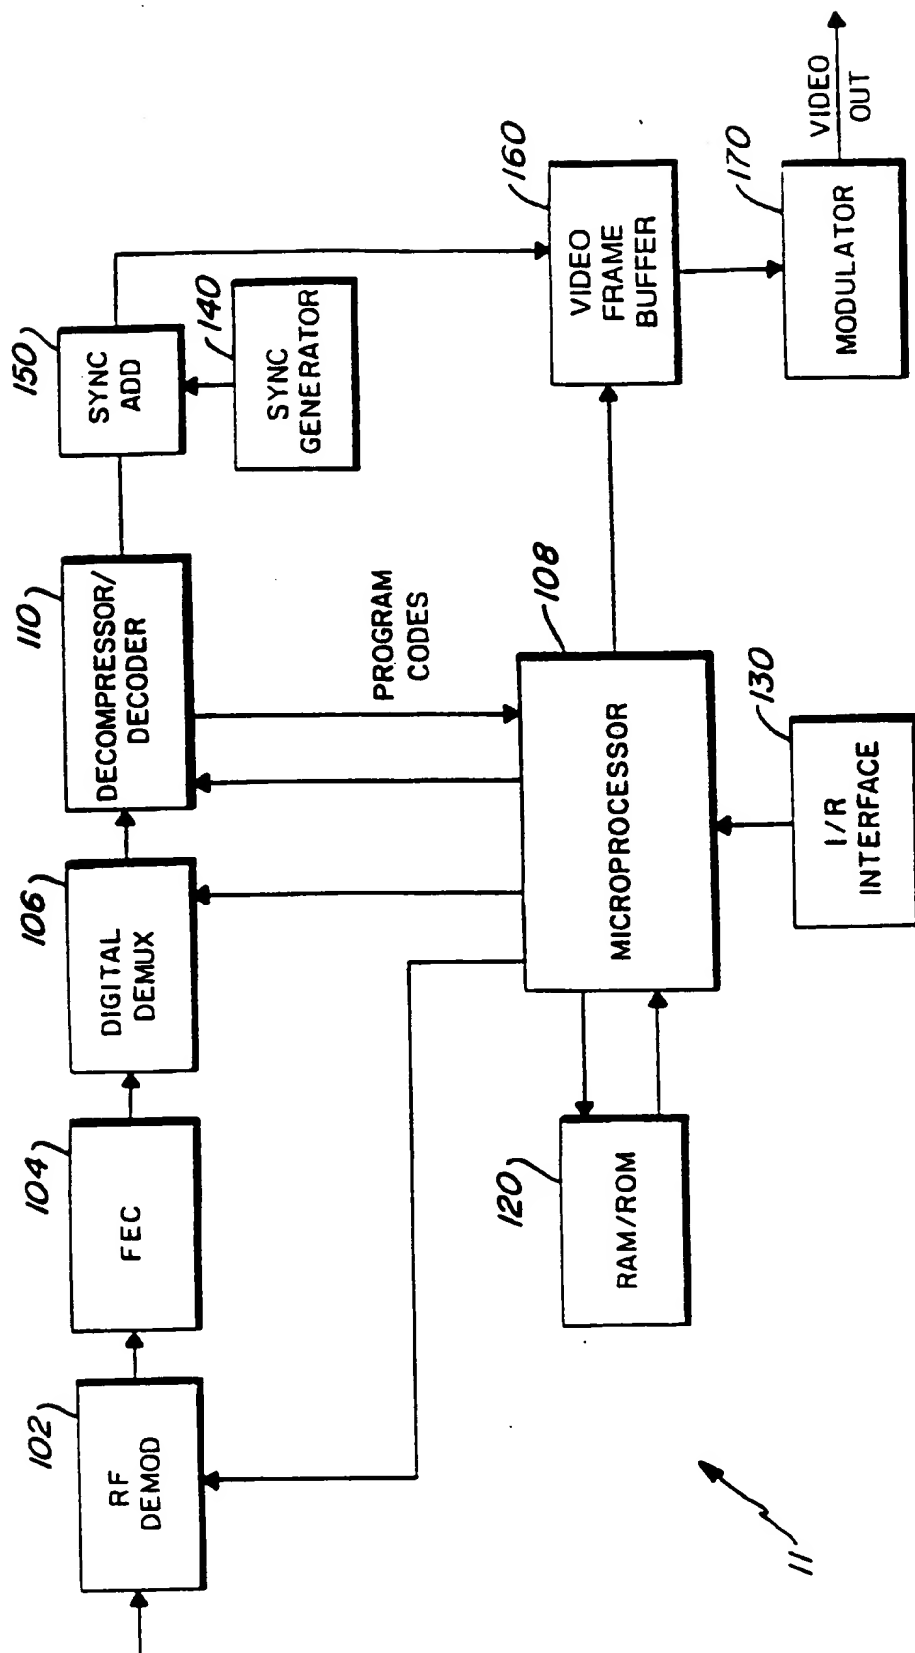 102
RF
DEMOD
104
FEC
106
DIGITAL
DEMUX
110
DECOMPRESSOR/
DECODER
150
SYNC
ADD
140
SYNC
GENERATOR
PROGRAM
CODES
160
VIDEO
FRAME
BUFFER
120
RAM/ROM
108
MICROPROCESSOR
130
I/R
INTERFACE
170
MODULATOR
VIDEO
OUT
11